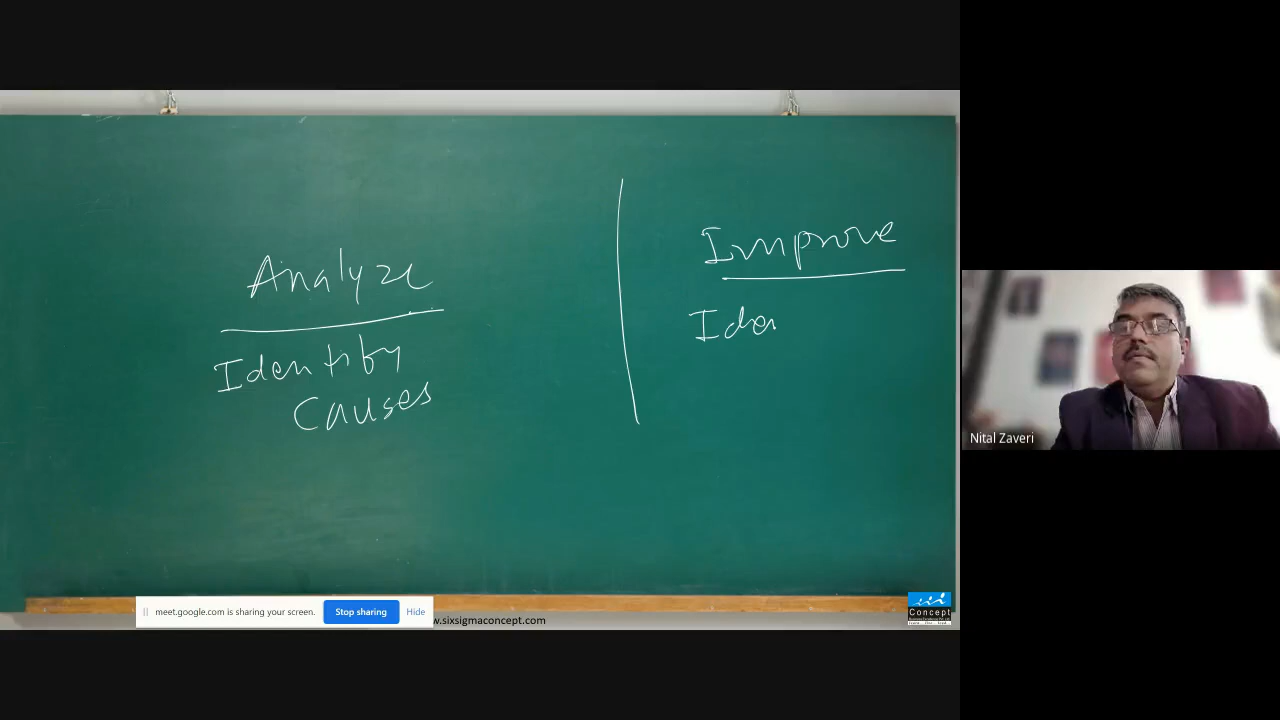 Analyze
Identify
Causes
Improve
Iden
Nital Zaveri
meet.google.com is sharing your screen.
Stop sharing
Hide
w.sixsigmaconcept.com
Concept